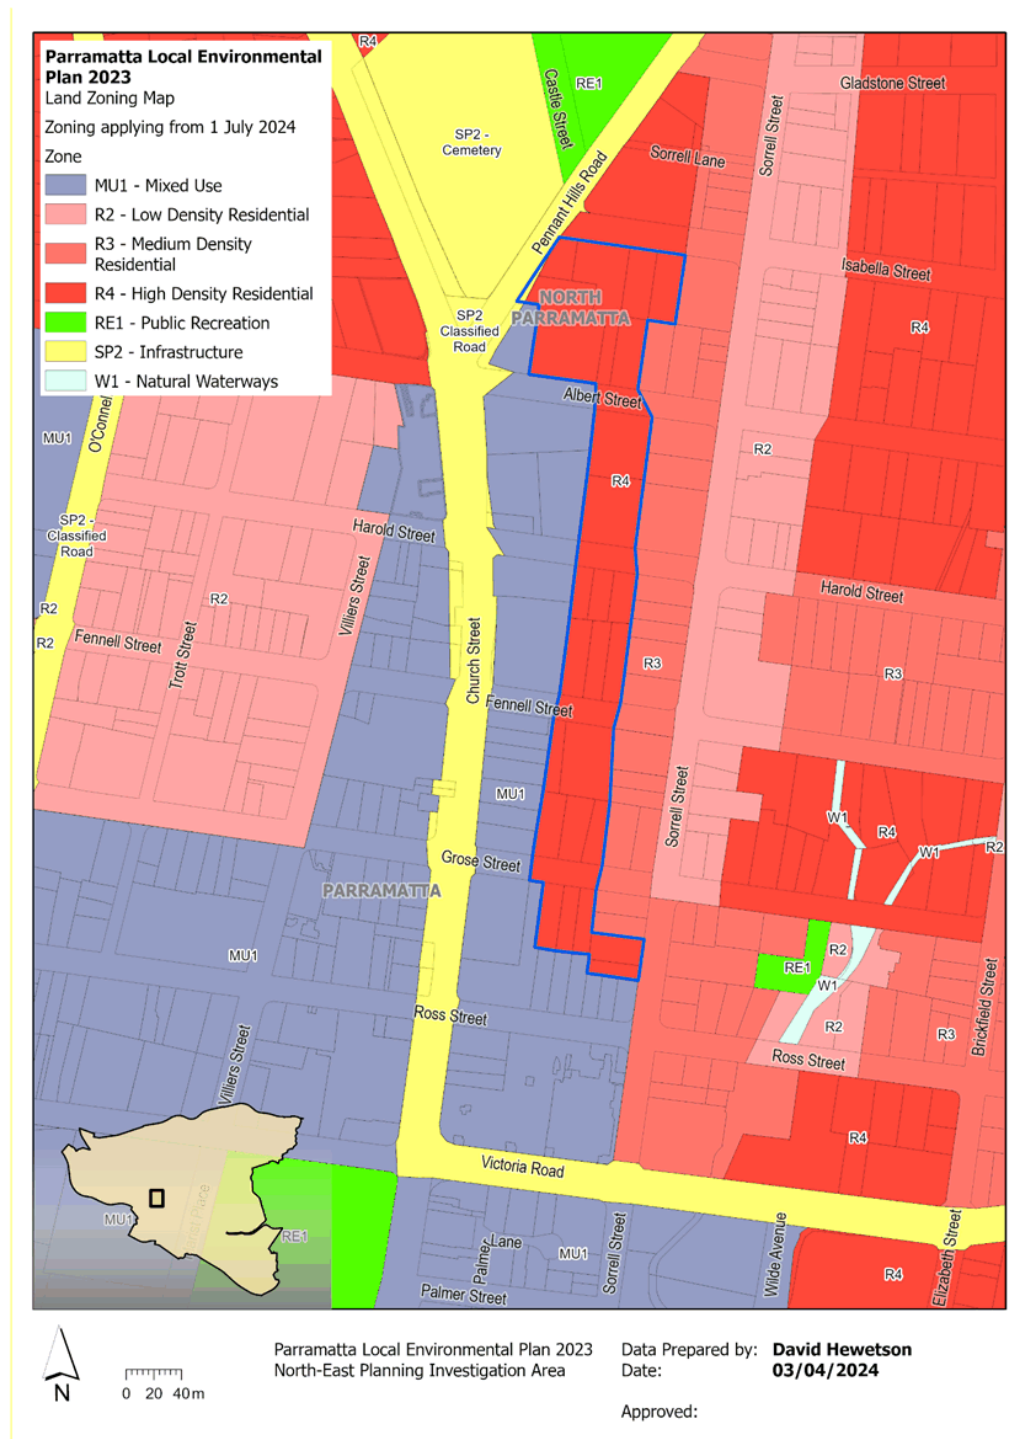 Parramatta Local Environmental
Plan 2023
Land Zoning Map
Zoning applying from 1 July 2024
Zone
MU1 - Mixed Use
R2 - Low Density Residential
R3 - Medium Density
Residential
R4 - High Density Residential
RE1 - Public Recreation
SP2 - Infrastructure
W1 - Natural Waterways
R4
SP2 -
Cemetery
Castle Street
RE1
Pennant Hills Road
Sorrell Lane
Sorrell Street
Gladstone Street
Isabella Street
NORTH
PARRAMATTA
SP2
Classified
Road
R4
Albert Street
MU1
O'Connel
R2
R4
SP2 -
Classified
Road
Harold Street
Villiers Street
Harold Street
R2
R2
R2
Fennell Street
Trott Street
Church Street
R3
R3
Fennell Street
MU1
Sorrell Street
W1
R4
W1
R2
Grose Street
PARRAMATTA
MU1
RE1
R2
W1
R2
R3
Brickfield Street
Ross Street
Ross Street
Villiers Street
R4
Victoria Road
MU1
RE1
Palmer Lane
MU1
Sorrell Street
Wilde Avenue
R4
Elizabeth Street
Palmer Street
N
0 20 40 m
Parramatta Local Environmental Plan 2023
North-East Planning Investigation Area
Data Prepared by: David Hewetson
Date: 03/04/2024
Approved: